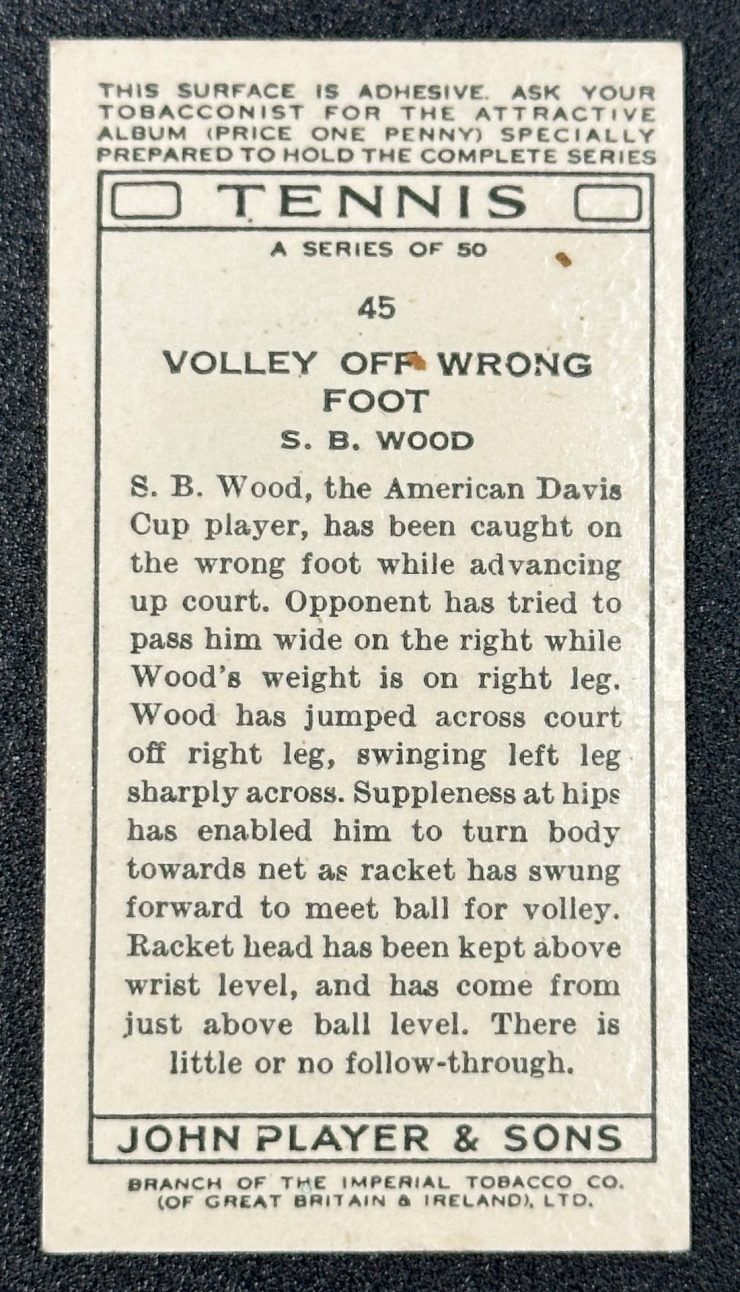 THIS SURFACE IS ADHESIVE. ASK YOUR
TOBACCONIST FOR THE ATTRACTIVE
ALBUM (PRICE ONE PENNY) SPECIALLY
PREPARED TO HOLD THE COMPLETE SERIES
TENNIS
A SERIES OF 50
45
VOLLEY OFF WRONG
FOOT
S. B. WOOD
S. B. Wood, the American Davis
Cup player, has been caught on
the wrong foot while advancing
up court. Opponent has tried to
pass him wide on the right while
Wood's weight is on right leg.
Wood has jumped across court
off right leg, swinging left leg
sharply across. Suppleness at hips
has enabled him to turn body
towards net as racket has swung
forward to meet ball for volley.
Racket head has been kept above
wrist level, and has come from
just above ball level. There is
little or no follow-through.
JOHN PLAYER & SONS
BRANCH OF THE IMPERIAL TOBACCO CO.
(OF GREAT BRITAIN & IRELAND), LTD.